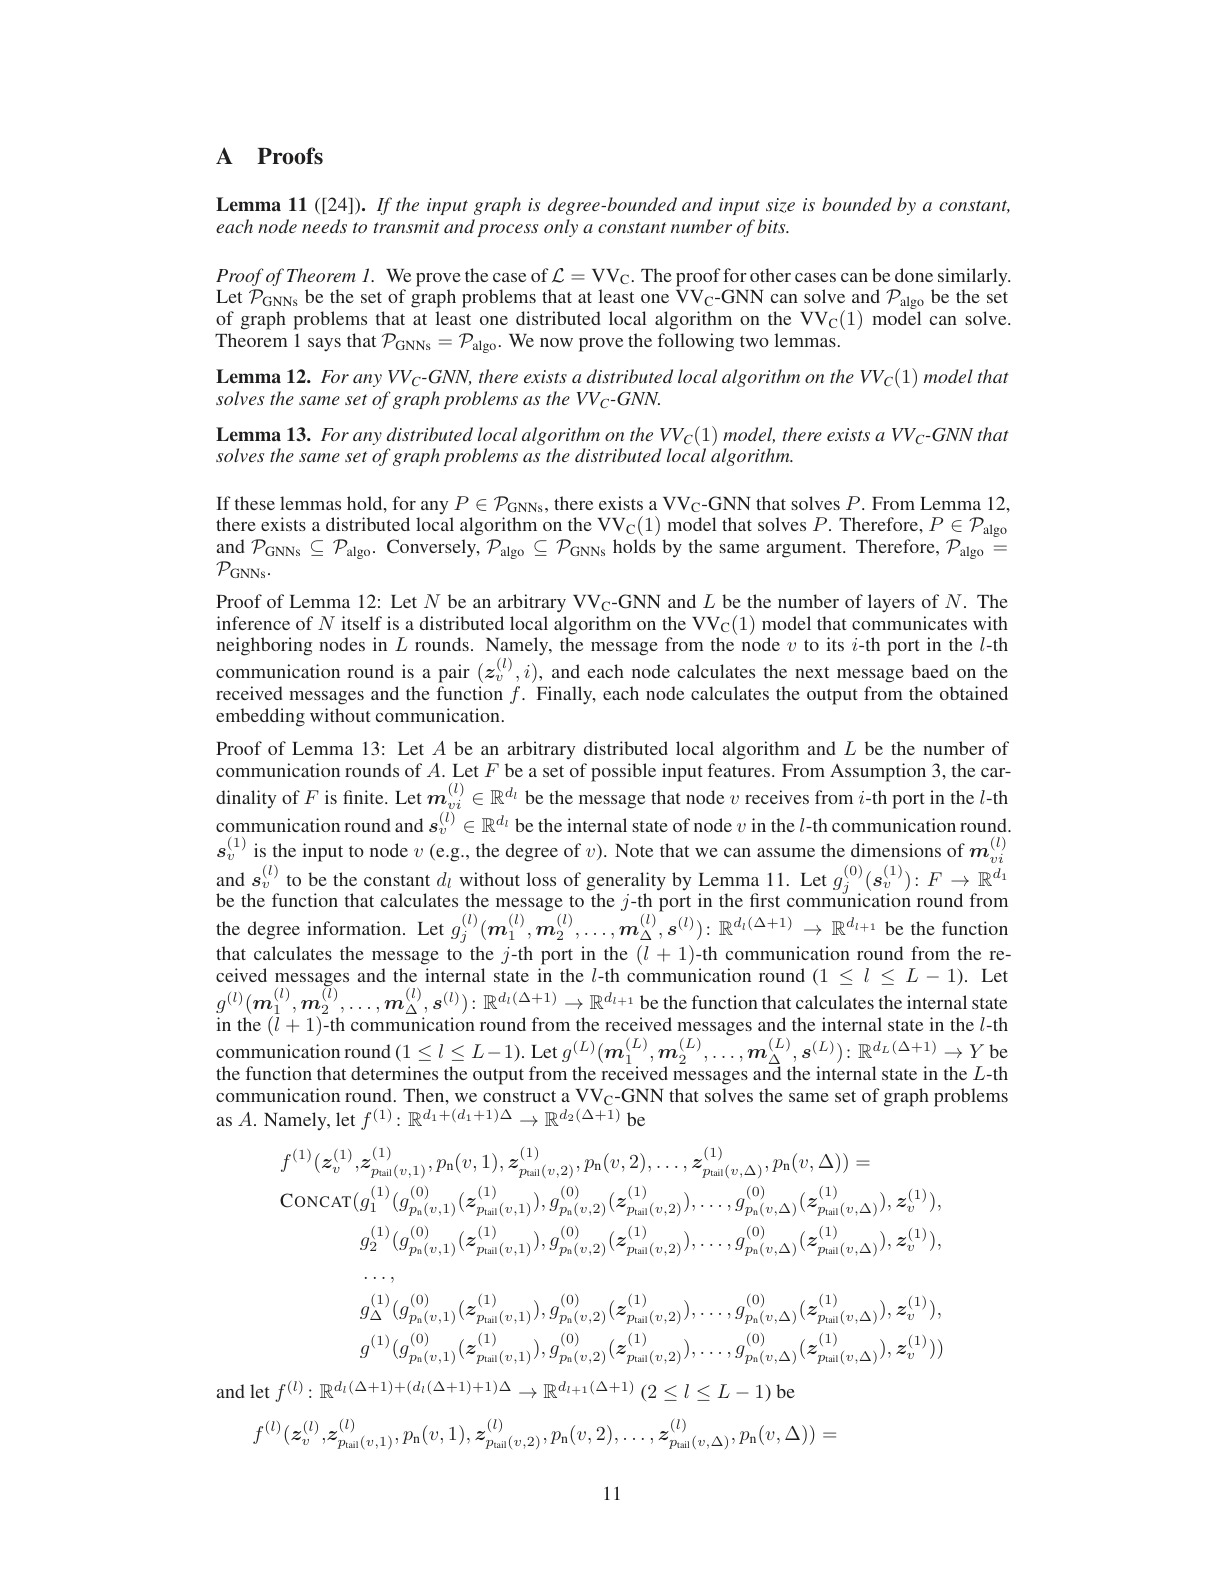 A Proofs
Lemma 11 ([24]). If the input graph is degree-bounded and input size is bounded by a constant,
each node needs to transmit and process only a constant number of bits.
Proof of Theorem 1. We prove the case of $\mathcal{L} = \text{VV}_\text{C}$. The proof for other cases can be done similarly.
Let $\mathcal{P}_{\text{GNNs}}$ be the set of graph problems that at least one $\text{VV}_\text{C}$-GNN can solve and $\mathcal{P}_{\text{algo}}$ be the set
of graph problems that at least one distributed local algorithm on the $\text{VV}_\text{C}(1)$ model can solve.
Theorem 1 says that $\mathcal{P}_{\text{GNNs}} = \mathcal{P}_{\text{algo}}$. We now prove the following two lemmas.
Lemma 12. For any $VV_C$-GNN, there exists a distributed local algorithm on the $VV_C(1)$ model that
solves the same set of graph problems as the $VV_C$-GNN.
Lemma 13. For any distributed local algorithm on the $VV_C(1)$ model, there exists a $VV_C$-GNN that
solves the same set of graph problems as the distributed local algorithm.
If these lemmas hold, for any $P \in \mathcal{P}_{\text{GNNs}}$, there exists a $\text{VV}_\text{C}$-GNN that solves $P$. From Lemma 12,
there exists a distributed local algorithm on the $\text{VV}_\text{C}(1)$ model that solves $P$. Therefore, $P \in \mathcal{P}_{\text{algo}}$
and $\mathcal{P}_{\text{GNNs}} \subseteq \mathcal{P}_{\text{algo}}$. Conversely, $\mathcal{P}_{\text{algo}} \subseteq \mathcal{P}_{\text{GNNs}}$ holds by the same argument. Therefore, $\mathcal{P}_{\text{algo}} =$
$\mathcal{P}_{\text{GNNs}}$.
Proof of Lemma 12: Let $N$ be an arbitrary $\text{VV}_\text{C}$-GNN and $L$ be the number of layers of $N$. The
inference of $N$ itself is a distributed local algorithm on the $\text{VV}_\text{C}(1)$ model that communicates with
neighboring nodes in $L$ rounds. Namely, the message from the node $v$ to its $i$-th port in the $l$-th
communication round is a pair $(\boldsymbol{z}_v^{(l)}, i)$, and each node calculates the next message baed on the
received messages and the function $f$. Finally, each node calculates the output from the obtained
embedding without communication.
Proof of Lemma 13: Let $A$ be an arbitrary distributed local algorithm and $L$ be the number of
communication rounds of $A$. Let $F$ be a set of possible input features. From Assumption 3, the car-
dinality of $F$ is finite. Let $\boldsymbol{m}_{vi}^{(l)} \in \mathbb{R}^{d_l}$ be the message that node $v$ receives from $i$-th port in the $l$-th
communication round and $\boldsymbol{s}_v^{(l)} \in \mathbb{R}^{d_l}$ be the internal state of node $v$ in the $l$-th communication round.
$\boldsymbol{s}_v^{(1)}$ is the input to node $v$ (e.g., the degree of $v$). Note that we can assume the dimensions of $\boldsymbol{m}_{vi}^{(l)}$
and $\boldsymbol{s}_v^{(l)}$ to be the constant $d_l$ without loss of generality by Lemma 11. Let $g_j^{(0)}(\boldsymbol{s}_v^{(1)})\colon F \to \mathbb{R}^{d_1}$
be the function that calculates the message to the $j$-th port in the first communication round from
the degree information. Let $g_j^{(l)}(\boldsymbol{m}_1^{(l)}, \boldsymbol{m}_2^{(l)}, \ldots, \boldsymbol{m}_\Delta^{(l)}, \boldsymbol{s}^{(l)})\colon \mathbb{R}^{d_l(\Delta+1)} \to \mathbb{R}^{d_{l+1}}$ be the function
that calculates the message to the $j$-th port in the $(l+1)$-th communication round from the re-
ceived messages and the internal state in the $l$-th communication round $(1 \le l \le L-1)$. Let
$g^{(l)}(\boldsymbol{m}_1^{(l)}, \boldsymbol{m}_2^{(l)}, \ldots, \boldsymbol{m}_\Delta^{(l)}, \boldsymbol{s}^{(l)})\colon \mathbb{R}^{d_l(\Delta+1)} \to \mathbb{R}^{d_{l+1}}$ be the function that calculates the internal state
in the $(l+1)$-th communication round from the received messages and the internal state in the $l$-th
communication round $(1 \le l \le L-1)$. Let $g^{(L)}(\boldsymbol{m}_1^{(L)}, \boldsymbol{m}_2^{(L)}, \ldots, \boldsymbol{m}_\Delta^{(L)}, \boldsymbol{s}^{(L)})\colon \mathbb{R}^{d_L(\Delta+1)} \to Y$ be
the function that determines the output from the received messages and the internal state in the $L$-th
communication round. Then, we construct a $\text{VV}_\text{C}$-GNN that solves the same set of graph problems
as $A$. Namely, let $f^{(1)}\colon \mathbb{R}^{d_1+(d_1+1)\Delta} \to \mathbb{R}^{d_2(\Delta+1)}$ be
$f^{(1)}(\boldsymbol{z}_v^{(1)}, \boldsymbol{z}_{p_{\text{tail}}(v,1)}^{(1)}, p_{\text{n}}(v,1), \boldsymbol{z}_{p_{\text{tail}}(v,2)}^{(1)}, p_{\text{n}}(v,2), \ldots, \boldsymbol{z}_{p_{\text{tail}}(v,\Delta)}^{(1)}, p_{\text{n}}(v,\Delta)) =$
$\text{CONCAT}(g_1^{(1)}(g_{p_{\text{n}}(v,1)}^{(0)}(\boldsymbol{z}_{p_{\text{tail}}(v,1)}^{(1)}), g_{p_{\text{n}}(v,2)}^{(0)}(\boldsymbol{z}_{p_{\text{tail}}(v,2)}^{(1)}), \ldots, g_{p_{\text{n}}(v,\Delta)}^{(0)}(\boldsymbol{z}_{p_{\text{tail}}(v,\Delta)}^{(1)}), \boldsymbol{z}_v^{(1)}),$
$g_2^{(1)}(g_{p_{\text{n}}(v,1)}^{(0)}(\boldsymbol{z}_{p_{\text{tail}}(v,1)}^{(1)}), g_{p_{\text{n}}(v,2)}^{(0)}(\boldsymbol{z}_{p_{\text{tail}}(v,2)}^{(1)}), \ldots, g_{p_{\text{n}}(v,\Delta)}^{(0)}(\boldsymbol{z}_{p_{\text{tail}}(v,\Delta)}^{(1)}), \boldsymbol{z}_v^{(1)}),$
$\ldots,$
$g_\Delta^{(1)}(g_{p_{\text{n}}(v,1)}^{(0)}(\boldsymbol{z}_{p_{\text{tail}}(v,1)}^{(1)}), g_{p_{\text{n}}(v,2)}^{(0)}(\boldsymbol{z}_{p_{\text{tail}}(v,2)}^{(1)}), \ldots, g_{p_{\text{n}}(v,\Delta)}^{(0)}(\boldsymbol{z}_{p_{\text{tail}}(v,\Delta)}^{(1)}), \boldsymbol{z}_v^{(1)}),$
$g^{(1)}(g_{p_{\text{n}}(v,1)}^{(0)}(\boldsymbol{z}_{p_{\text{tail}}(v,1)}^{(1)}), g_{p_{\text{n}}(v,2)}^{(0)}(\boldsymbol{z}_{p_{\text{tail}}(v,2)}^{(1)}), \ldots, g_{p_{\text{n}}(v,\Delta)}^{(0)}(\boldsymbol{z}_{p_{\text{tail}}(v,\Delta)}^{(1)}), \boldsymbol{z}_v^{(1)}))$
and let $f^{(l)}\colon \mathbb{R}^{d_l(\Delta+1)+(d_l(\Delta+1)+1)\Delta} \to \mathbb{R}^{d_{l+1}(\Delta+1)}$ $(2 \le l \le L-1)$ be
$f^{(l)}(\boldsymbol{z}_v^{(l)}, \boldsymbol{z}_{p_{\text{tail}}(v,1)}^{(l)}, p_{\text{n}}(v,1), \boldsymbol{z}_{p_{\text{tail}}(v,2)}^{(l)}, p_{\text{n}}(v,2), \ldots, \boldsymbol{z}_{p_{\text{tail}}(v,\Delta)}^{(l)}, p_{\text{n}}(v,\Delta)) =$
11